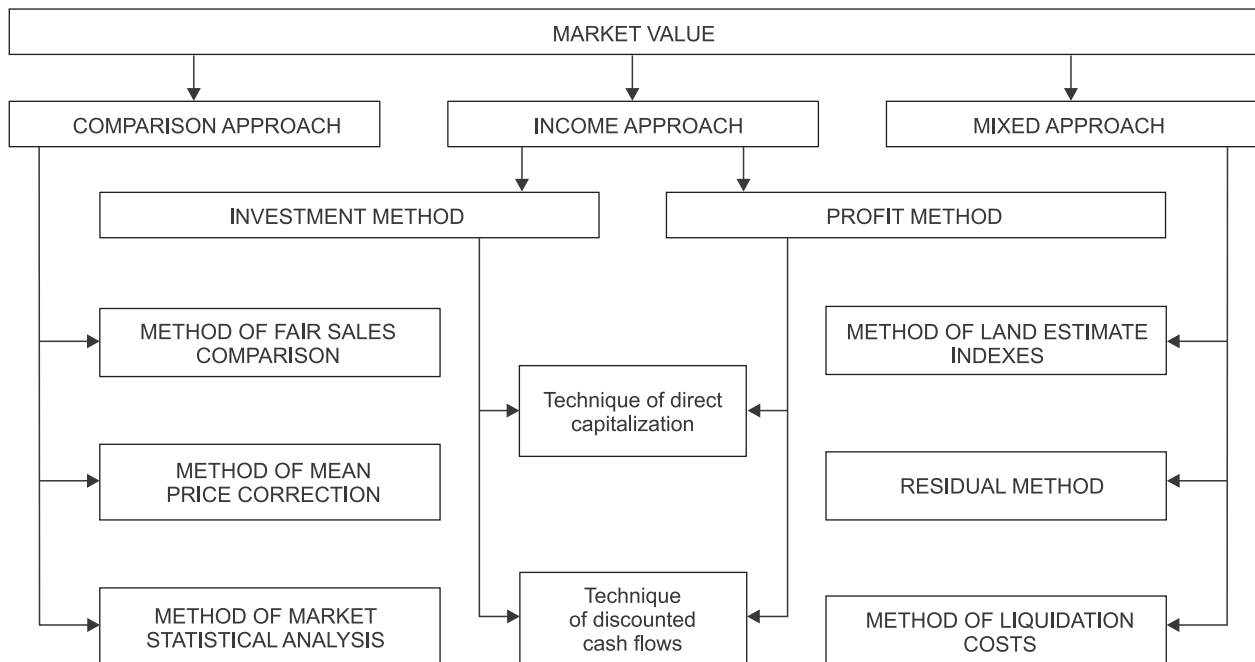 MARKET VALUE
COMPARISON APPROACH
INCOME APPROACH
MIXED APPROACH
INVESTMENT METHOD
PROFIT METHOD
METHOD OF FAIR SALES
COMPARISON
METHOD OF LAND ESTIMATE
INDEXES
Technique of direct
capitalization
METHOD OF MEAN
PRICE CORRECTION
RESIDUAL METHOD
METHOD OF MARKET
STATISTICAL ANALYSIS
Technique
of discounted
cash flows
METHOD OF LIQUIDATION
COSTS